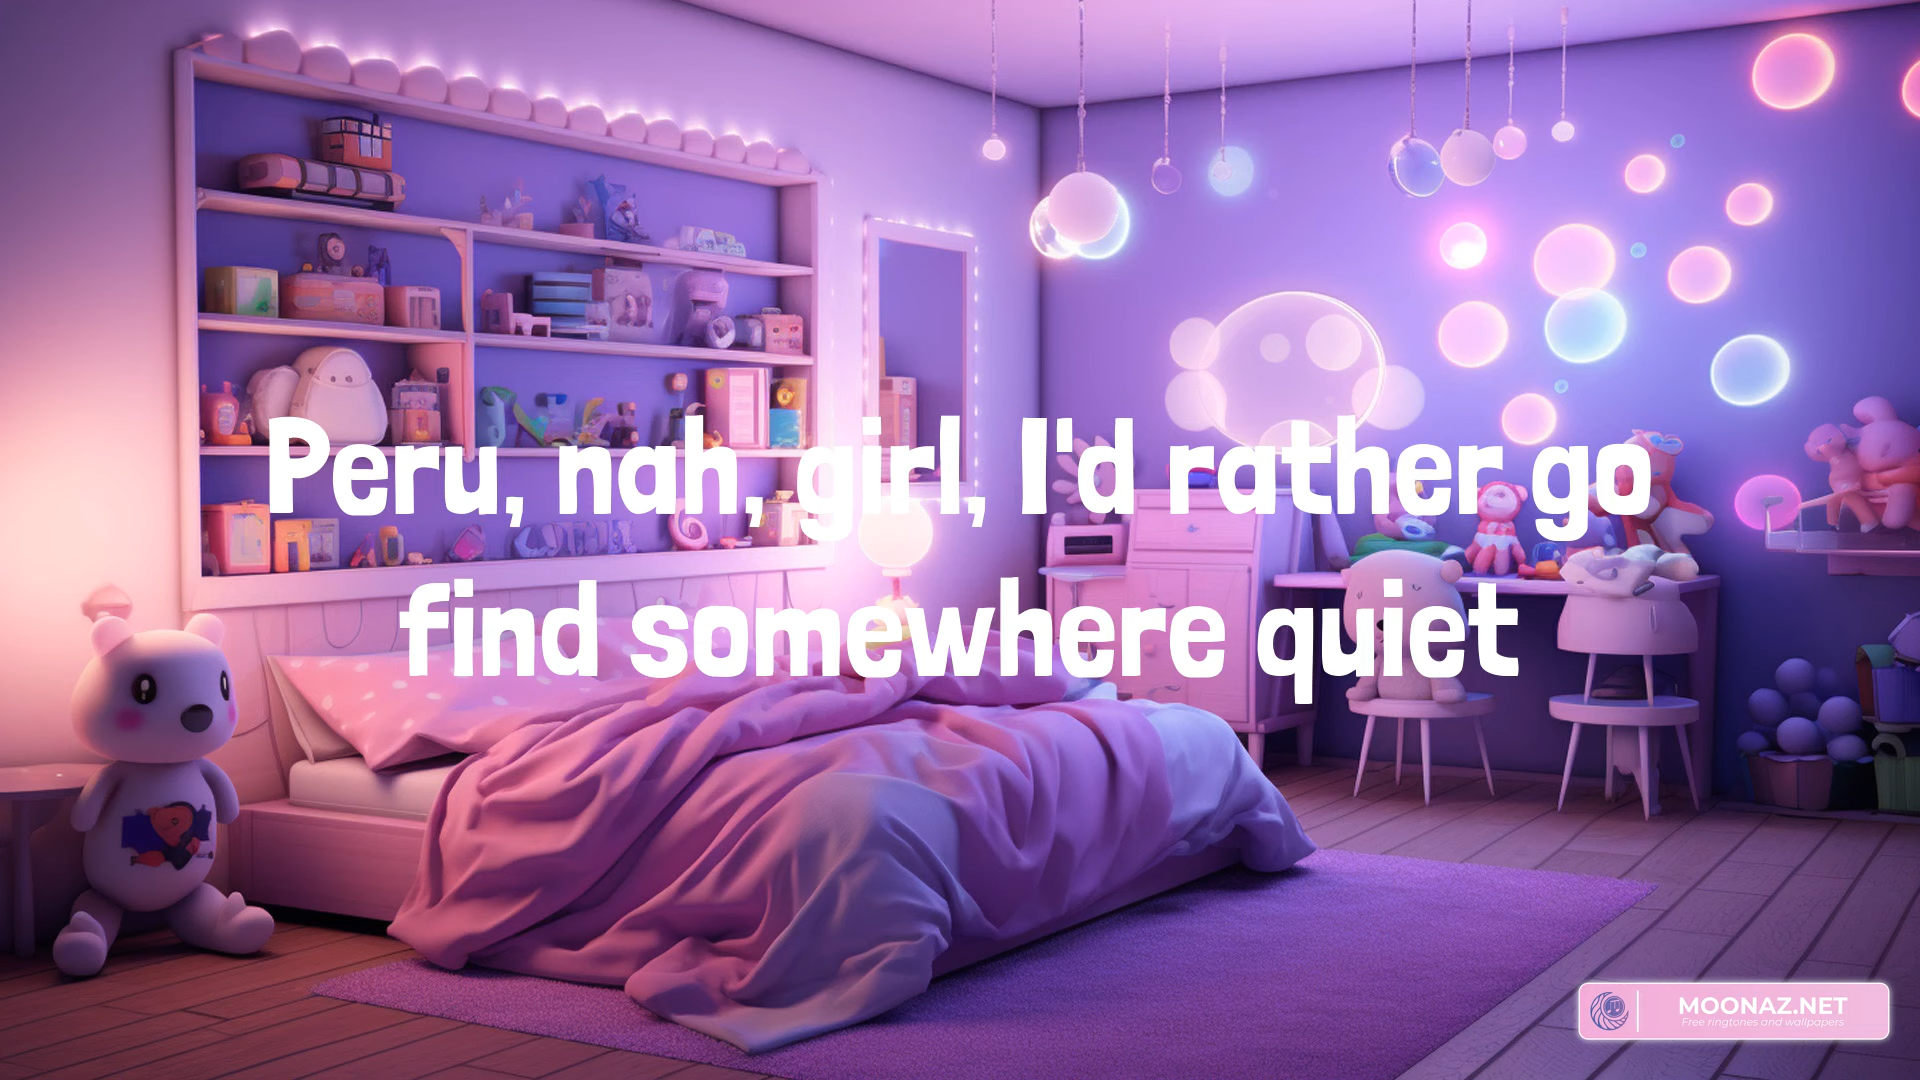 Peru, nah, girl, I'd rather go
find somewhere quiet
MOONAZ.NET
Free ringtones and wallpapers